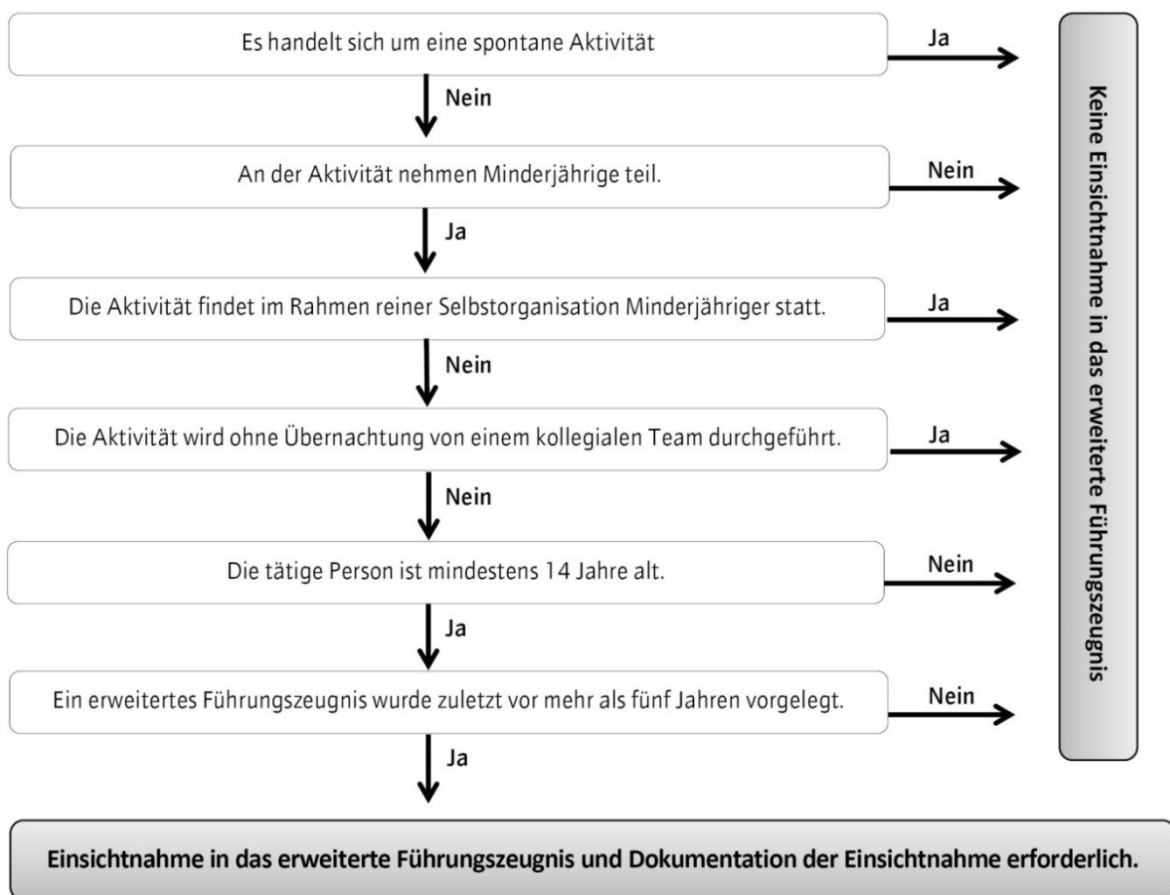 Es handelt sich um eine spontane Aktivität
Ja
Nein
An der Aktivität nehmen Minderjährige teil.
Nein
Ja
Die Aktivität findet im Rahmen reiner Selbstorganisation Minderjähriger statt.
Ja
Nein
Die Aktivität wird ohne Übernachtung von einem kollegialen Team durchgeführt.
Ja
Nein
Die tätige Person ist mindestens 14 Jahre alt.
Nein
Ja
Ein erweitertes Führungszeugnis wurde zuletzt vor mehr als fünf Jahren vorgelegt.
Nein
Ja
Keine Einsichtnahme in das erweiterte Führungszeugnis
Einsichtnahme in das erweiterte Führungszeugnis und Dokumentation der Einsichtnahme erforderlich.